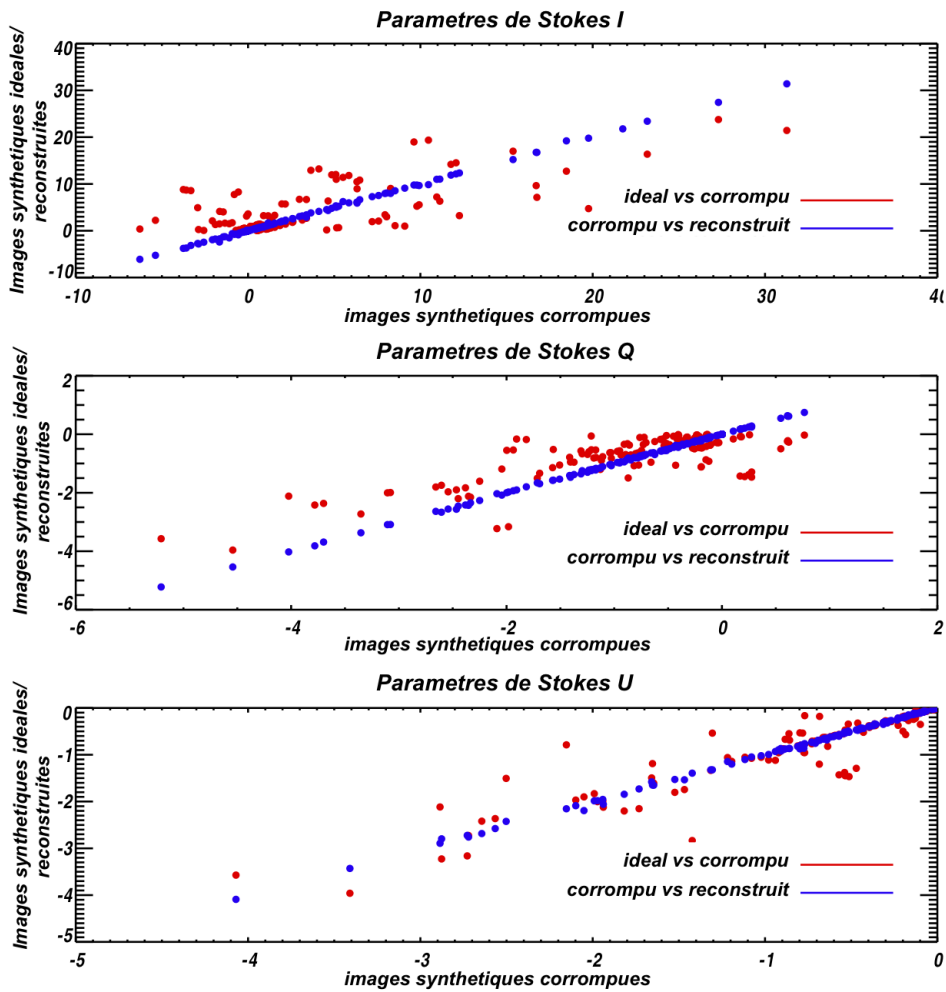 Parametres de Stokes I
Images synthetiques ideales/
reconstruites
40
30
20
10
0
-10
-10
0
10
20
30
40
ideal vs corrompu
corrompu vs reconstruit
images synthetiques corrompues
Parametres de Stokes Q
Images synthetiques ideales/
reconstruites
2
0
-2
-4
-6
-6
-4
-2
0
2
ideal vs corrompu
corrompu vs reconstruit
images synthetiques corrompues
Parametres de Stokes U
Images synthetiques ideales/
reconstruites
0
-1
-2
-3
-4
-5
-5
-4
-3
-2
-1
0
ideal vs corrompu
corrompu vs reconstruit
images synthetiques corrompues